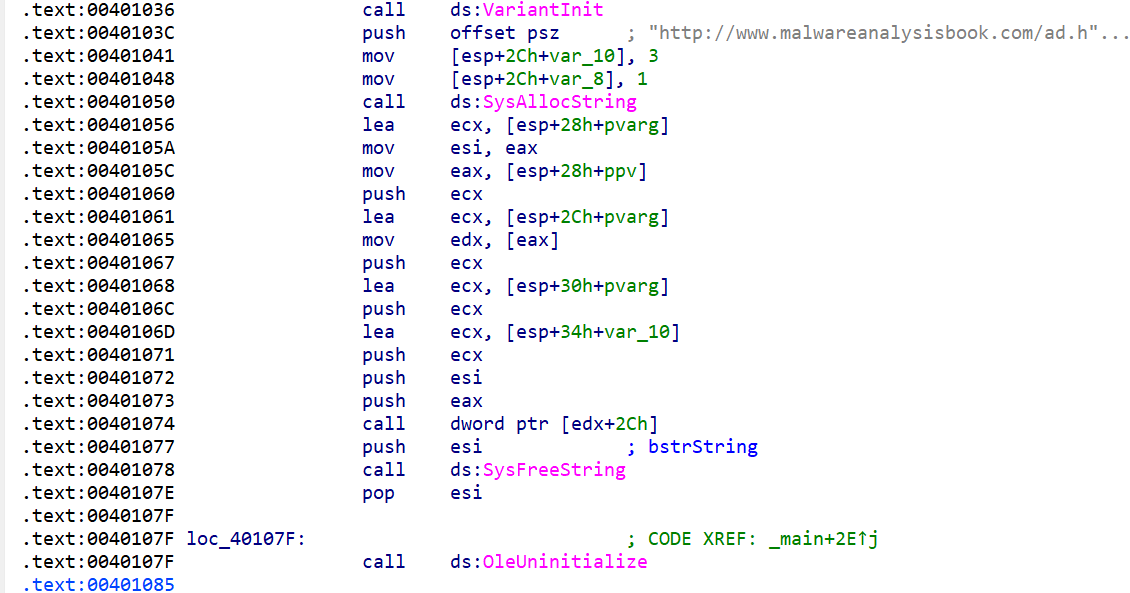 .text:00401036 call ds:VariantInit
.text:0040103C push offset psz ; "http://www.malwareanalysisbook.com/ad.h"...
.text:00401041 mov [esp+2Ch+var_10], 3
.text:00401048 mov [esp+2Ch+var_8], 1
.text:00401050 call ds:SysAllocString
.text:00401056 lea ecx, [esp+28h+pvarg]
.text:0040105A mov esi, eax
.text:0040105C mov eax, [esp+28h+ppv]
.text:00401060 push ecx
.text:00401061 lea ecx, [esp+2Ch+pvarg]
.text:00401065 mov edx, [eax]
.text:00401067 push ecx
.text:00401068 lea ecx, [esp+30h+pvarg]
.text:0040106C push ecx
.text:0040106D lea ecx, [esp+34h+var_10]
.text:00401071 push ecx
.text:00401072 push esi
.text:00401073 push eax
.text:00401074 call dword ptr [edx+2Ch]
.text:00401077 push esi ; bstrString
.text:00401078 call ds:SysFreeString
.text:0040107E pop esi
.text:0040107F
.text:0040107F loc_40107F: ; CODE XREF: _main+2E↑j
.text:0040107F call ds:OleUninitialize
.text:00401085